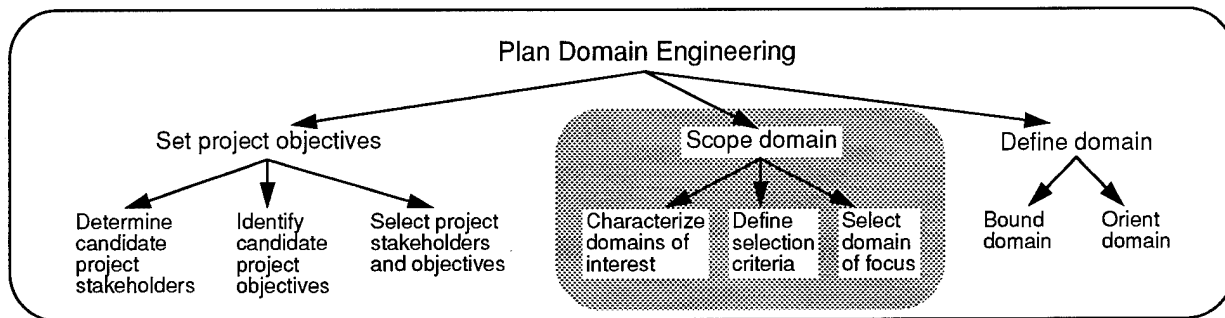 Plan Domain Engineering
Set project objectives
Scope domain
Define domain
Determine
candidate
project
stakeholders
Identify
candidate
project
objectives
Select project
stakeholders
and objectives
Characterize
domains of
interest
Define
selection
criteria
Select
domain
of focus
Bound
domain
Orient
domain